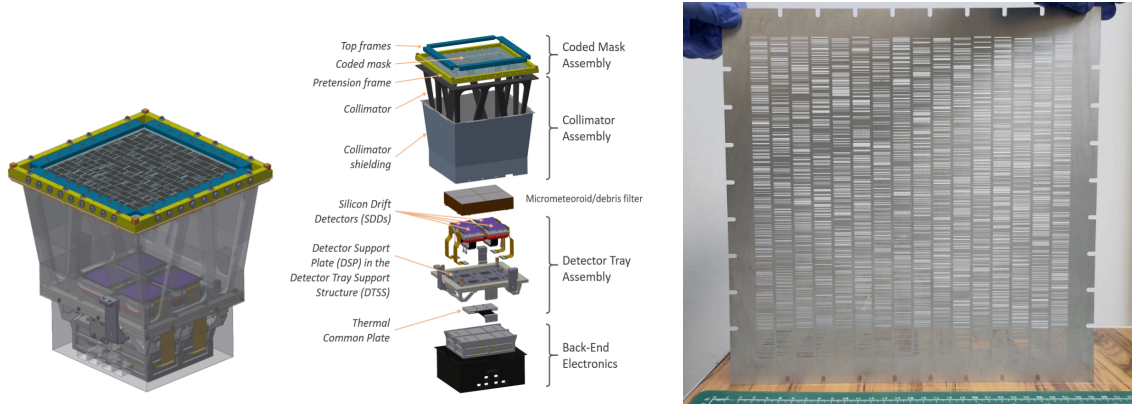 Top frames
Coded mask
Pretension frame
Collimator
Collimator
shielding
Silicon Drift
Detectors (SDDs)
Detector Support
Plate (DSP) in the
Detector Tray Support
Structure (DTSS)
Thermal
Common Plate
Coded Mask
Assembly
Collimator
Assembly
Micrometeoroid/debris filter
Detector Tray
Assembly
Back-End
Electronics